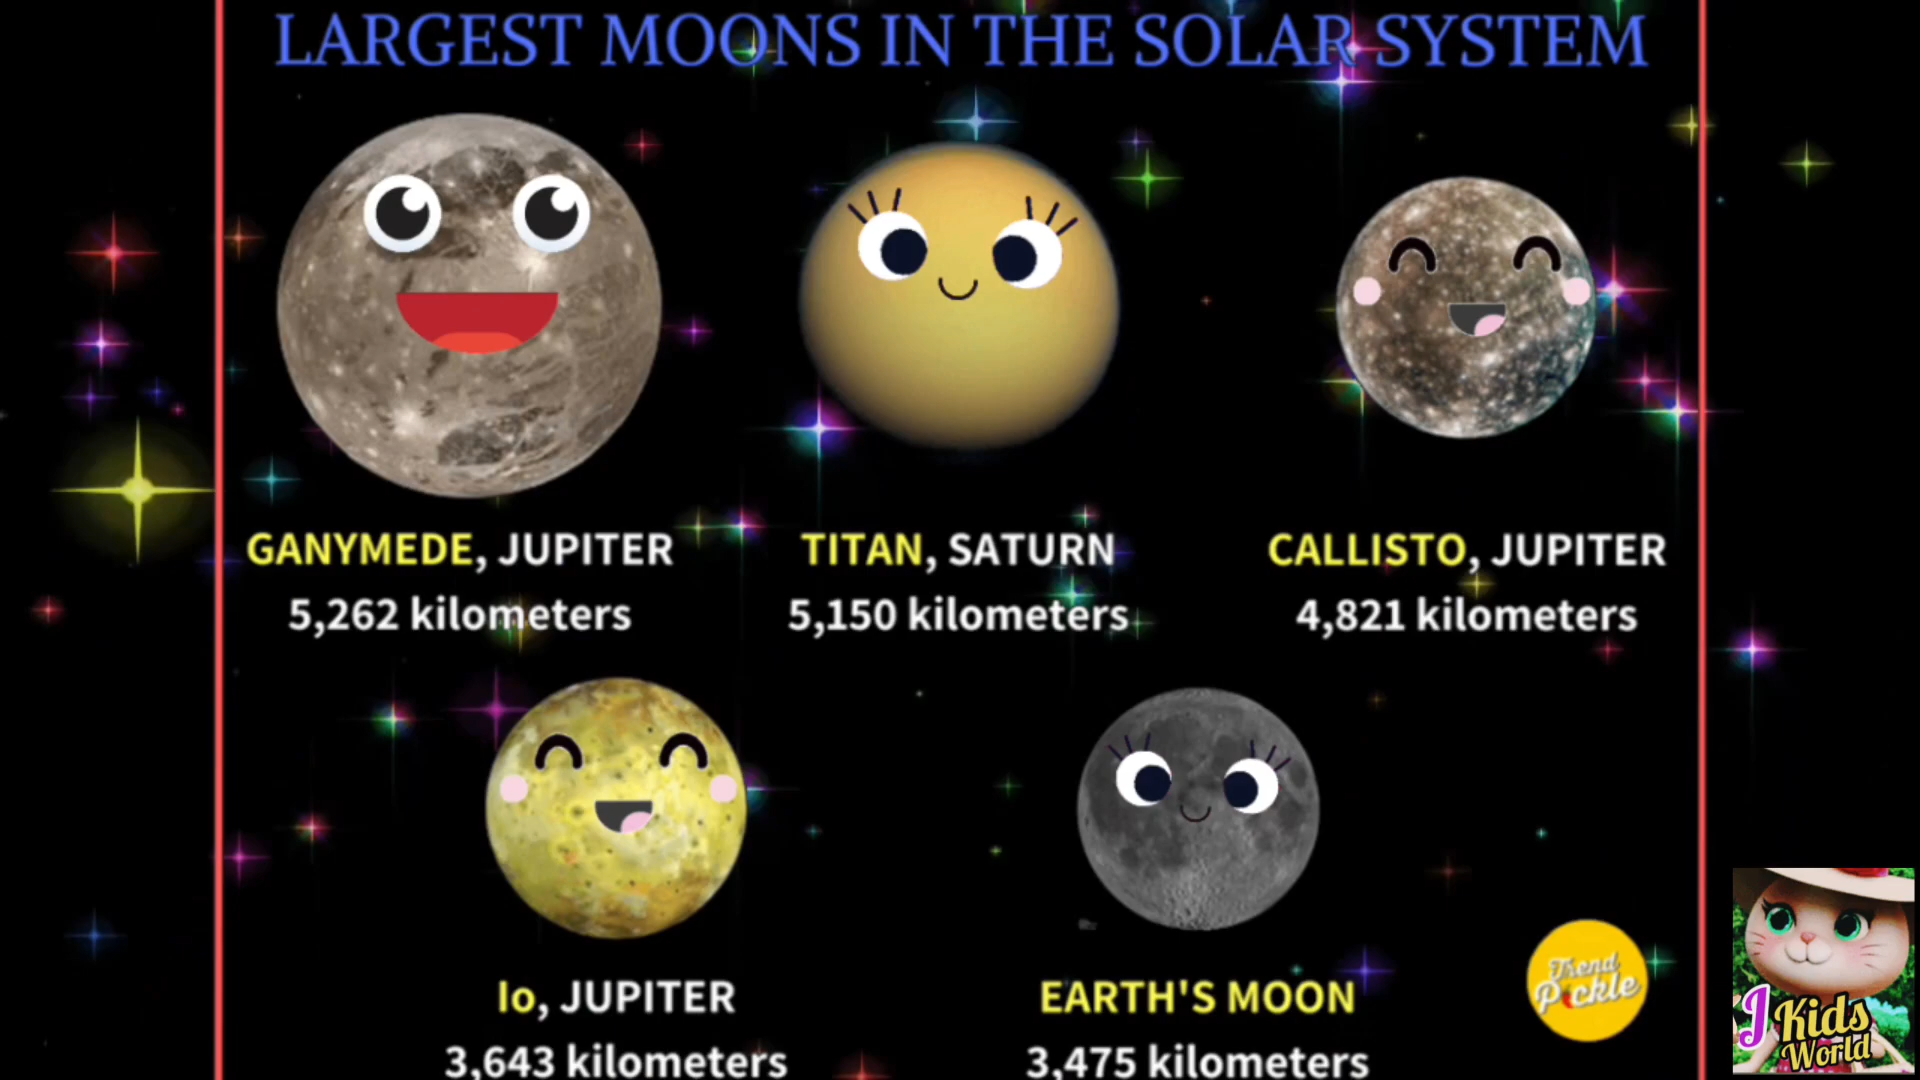 LARGEST MOONS IN THE SOLAR SYSTEM
GANYMEDE, JUPITER
5,262 kilometers
TITAN, SATURN
5,150 kilometers
CALLISTO, JUPITER
4,821 kilometers
Io, JUPITER
3,643 kilometers
EARTH'S MOON
3,475 kilometers
Trend
Pickle
J Kids
World